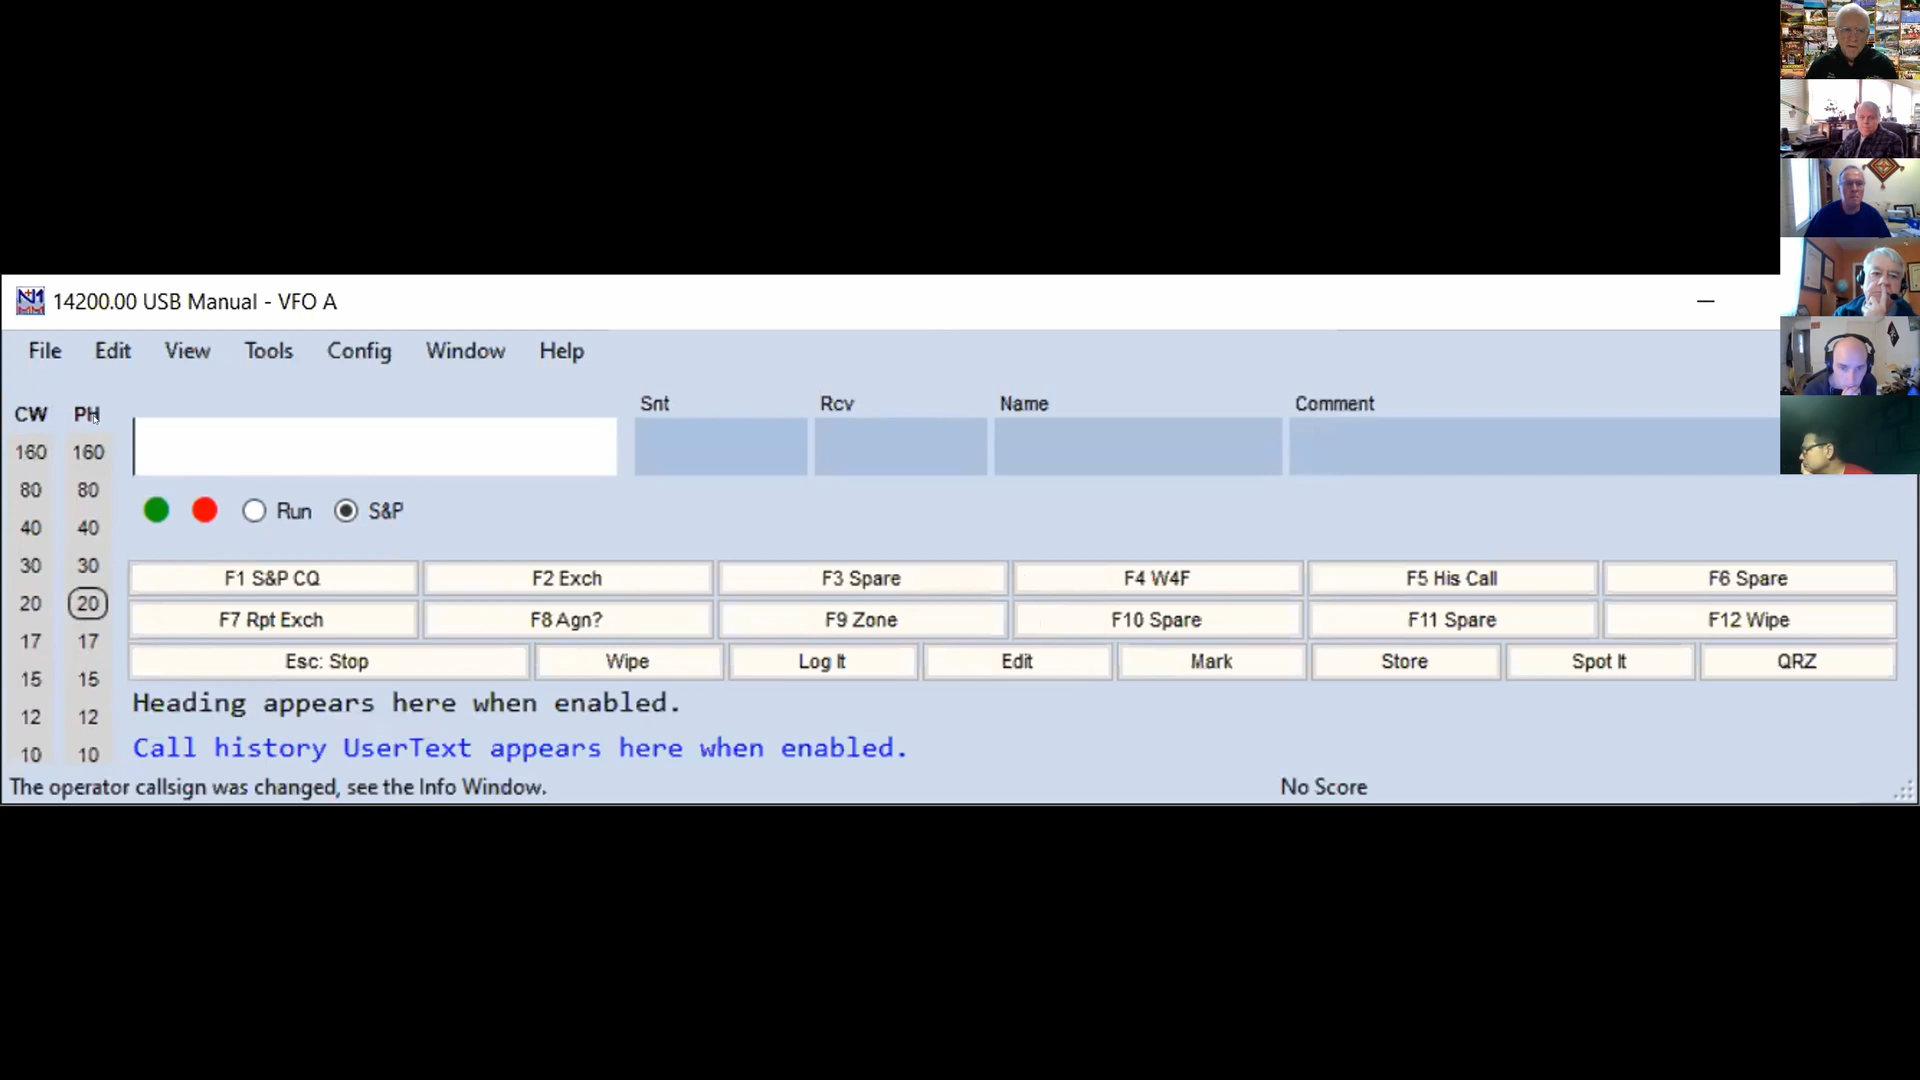 N1
MM
14200.00 USB Manual - VFO A
File Edit View Tools Config Window Help
CW PH Snt Rcv Name Comment
160 160
80 80
40 40
Run S&P
30 30
F1 S&P CQ F2 Exch F3 Spare F4 W4F F5 His Call F6 Spare
20 20
F7 Rpt Exch F8 Agn? F9 Zone F10 Spare F11 Spare F12 Wipe
17 17
Esc: Stop Wipe Log It Edit Mark Store Spot It QRZ
15 15
Heading appears here when enabled.
12 12
Call history UserText appears here when enabled.
10 10
The operator callsign was changed, see the Info Window. No Score